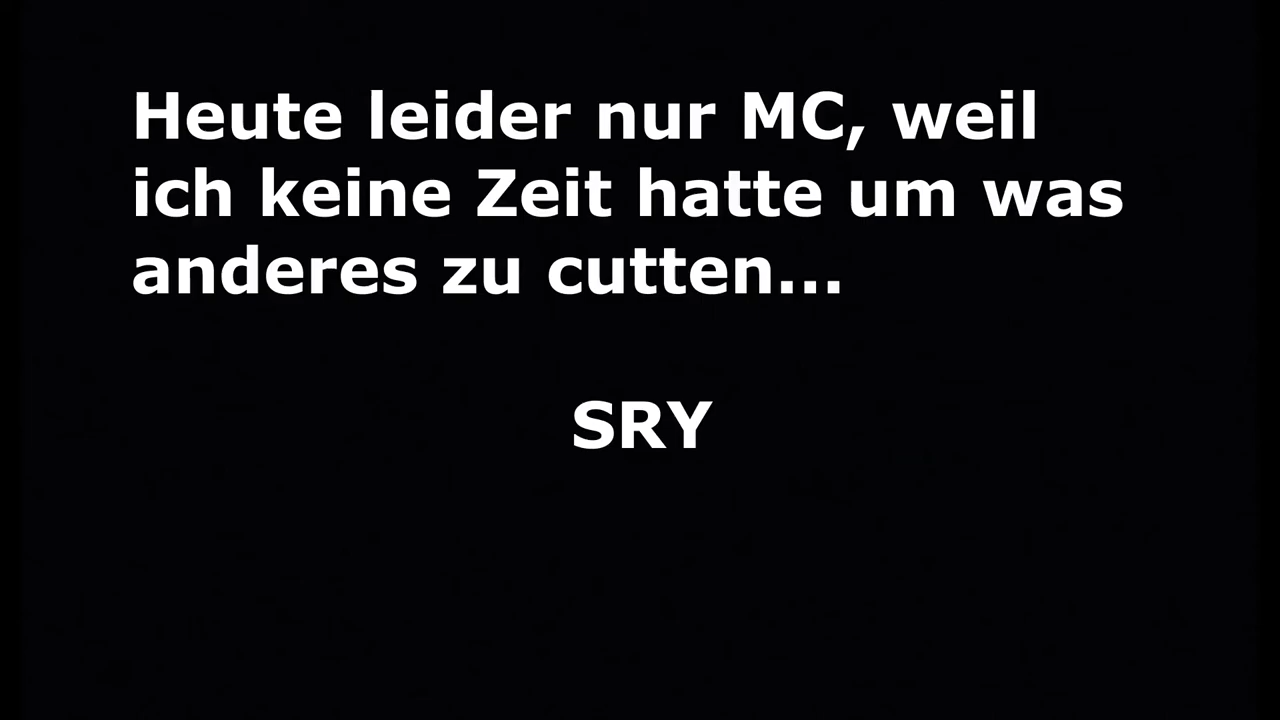 Heute leider nur MC, weil
ich keine Zeit hatte um was
anderes zu cutten...
SRY